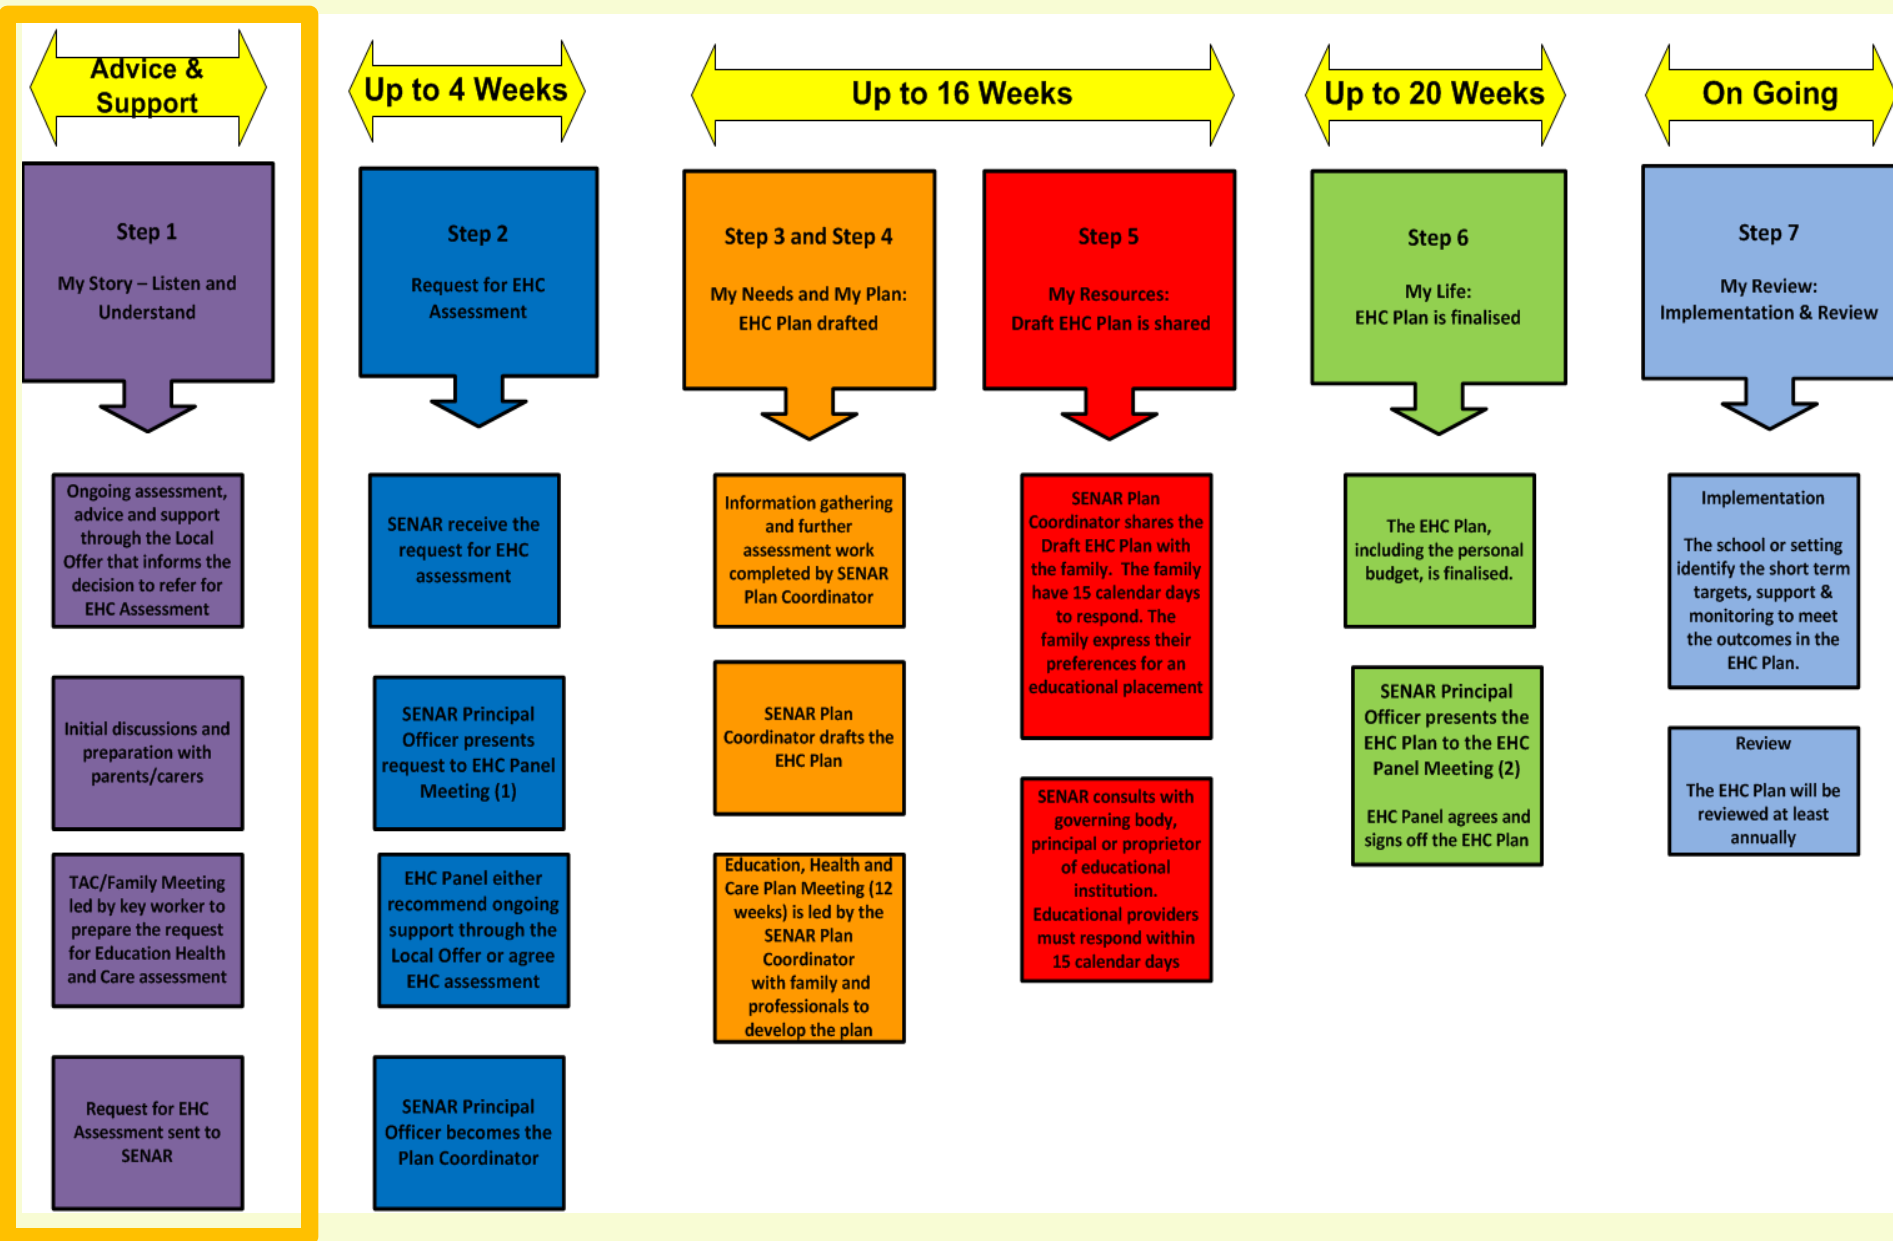 Advice &
Support
Up to 4 Weeks
Up to 16 Weeks
Up to 20 Weeks
On Going
Step 1
My Story – Listen and
Understand
Step 2
Request for EHC
Assessment
Step 3 and Step 4
My Needs and My Plan:
EHC Plan drafted
Step 5
My Resources:
Draft EHC Plan is shared
Step 6
My Life:
EHC Plan is finalised
Step 7
My Review:
Implementation & Review
Ongoing assessment,
advice and support
through the Local
Offer that informs the
decision to refer for
EHC Assessment
Initial discussions and
preparation with
parents/carers
TAC/Family Meeting
led by key worker to
prepare the request
for Education Health
and Care assessment
Request for EHC
Assessment sent to
SENAR
SENAR receive the
request for EHC
assessment
SENAR Principal
Officer presents
request to EHC Panel
Meeting (1)
EHC Panel either
recommend ongoing
support through the
Local Offer or agree
EHC assessment
SENAR Principal
Officer becomes the
Plan Coordinator
Information gathering
and further
assessment work
completed by SENAR
Plan Coordinator
SENAR Plan
Coordinator drafts the
EHC Plan
Education, Health and
Care Plan Meeting (12
weeks) is led by the
SENAR Plan
Coordinator
with family and
professionals to
develop the plan
SENAR Plan
Coordinator shares the
Draft EHC Plan with
the family. The family
have 15 calendar days
to respond. The
family express their
preferences for an
educational placement
SENAR consults with
governing body,
principal or proprietor
of educational
institution.
Educational providers
must respond within
15 calendar days
The EHC Plan,
including the personal
budget, is finalised.
SENAR Principal
Officer presents the
EHC Plan to the EHC
Panel Meeting (2)
EHC Panel agrees and
signs off the EHC Plan
Implementation
The school or setting
identify the short term
targets, support &
monitoring to meet
the outcomes in the
EHC Plan.
Review
The EHC Plan will be
reviewed at least
annually